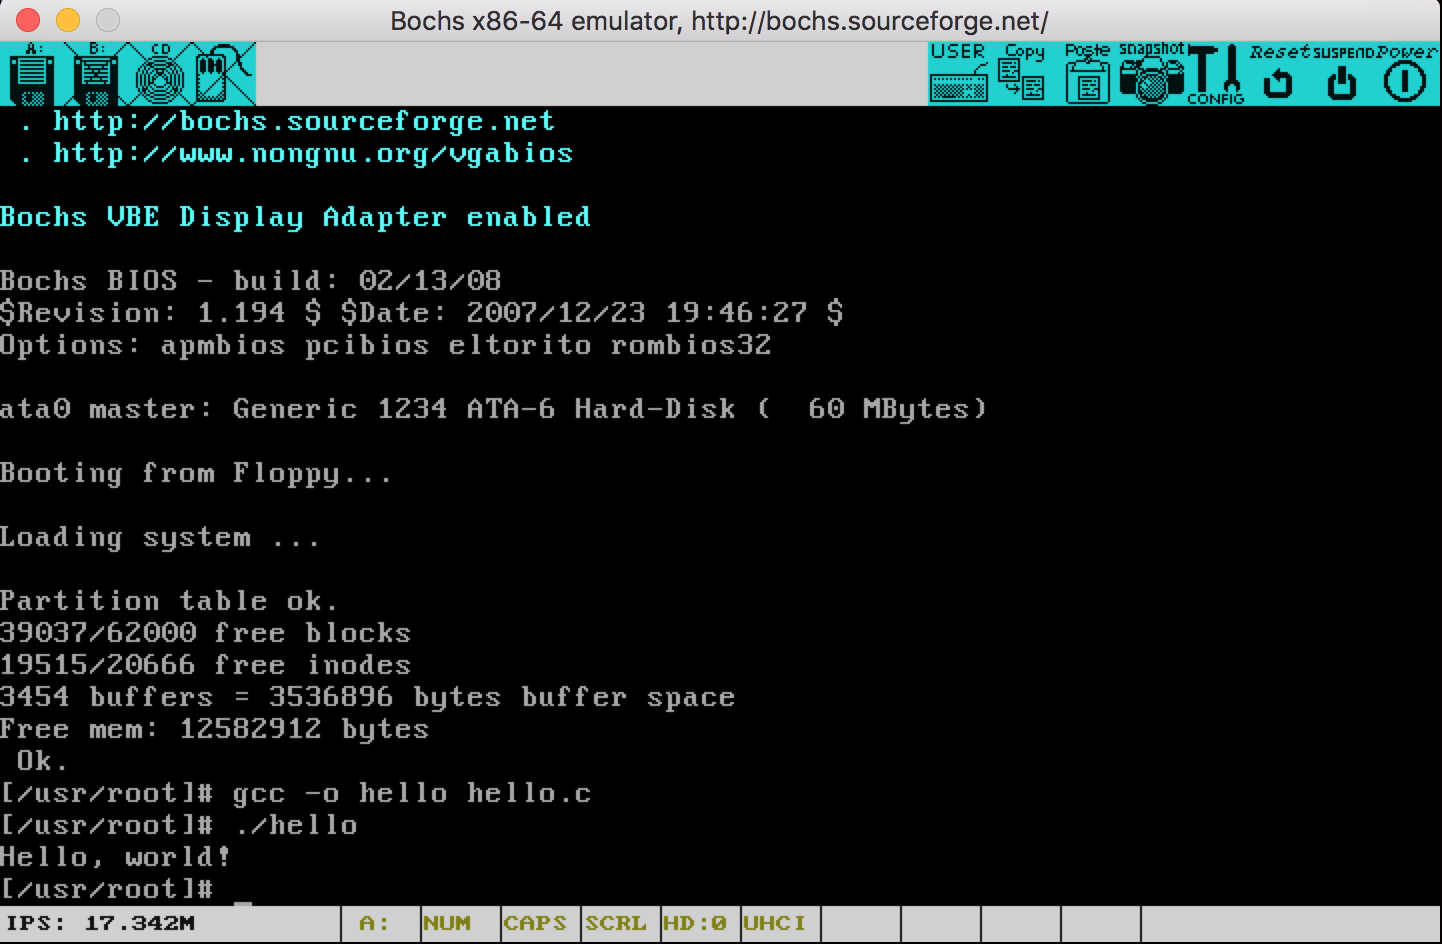 Bochs x86-64 emulator, http://bochs.sourceforge.net/
A: B: CD USER Copy Paste snapshot CONFIG Reset SUSPEND Power
. http://bochs.sourceforge.net
. http://www.nongnu.org/vgabios
Bochs VBE Display Adapter enabled
Bochs BIOS - build: 02/13/08
$Revision: 1.194 $ $Date: 2007/12/23 19:46:27 $
Options: apmbios pcibios eltorito rombios32
ata0 master: Generic 1234 ATA-6 Hard-Disk (  60 MBytes)
Booting from Floppy...
Loading system ...
Partition table ok.
39037/62000 free blocks
19515/20666 free inodes
3454 buffers = 3536896 bytes buffer space
Free mem: 12582912 bytes
Ok.
[/usr/root]# gcc -o hello hello.c
[/usr/root]# ./hello
Hello, world!
[/usr/root]# _
IPS: 17.342M A: NUM CAPS SCRL HD:0 UHCI